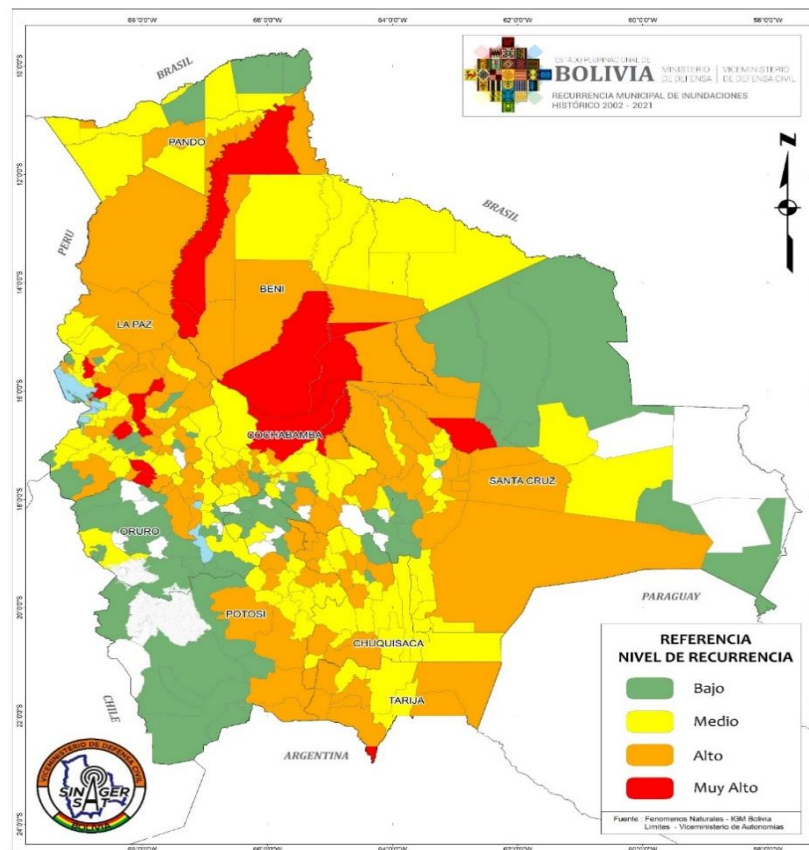 68°0'0"W 66°0'0"W 64°0'0"W 62°0'0"W 60°0'0"W 58°0'0"W
ESTADO PLURINACIONAL DE
BOLIVIA
MINISTERIO
DE DEFENSA
VICEMINISTERIO
DE DEFENSA CIVIL
RECURRENCIA MUNICIPAL DE INUNDACIONES
HISTÓRICO 2002 - 2021
10°0'0"S
BRASIL
PANDO
12°0'0"S
Z
BRASIL
PERU
14°0'0"S
BENI
LA PAZ
16°0'0"S
COCHABAMBA
SANTA CRUZ
18°0'0"S
ORURO
20°0'0"S
PARAGUAY
POTOSI
CHUQUISACA
TARIJA
CHILE
22°0'0"S
ARGENTINA
24°0'0"S
REFERENCIA
NIVEL DE RECURRENCIA
Bajo
Medio
Alto
Muy Alto
Fuente : Fenomenos Naturales - IGM Bolivia
Limites - Viceministerio de Autonomias
VICEMINISTERIO DE DEFENSA CIVIL
SINAGER
SAT
BOLIVIA